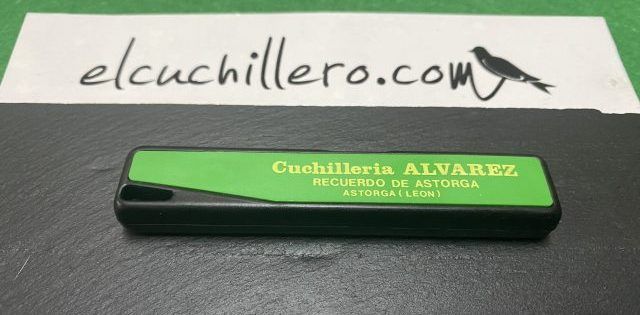 elcuchillero.com
Cuchilleria ALVAREZ
RECUERDO DE ASTORGA
ASTORGA (LEON)